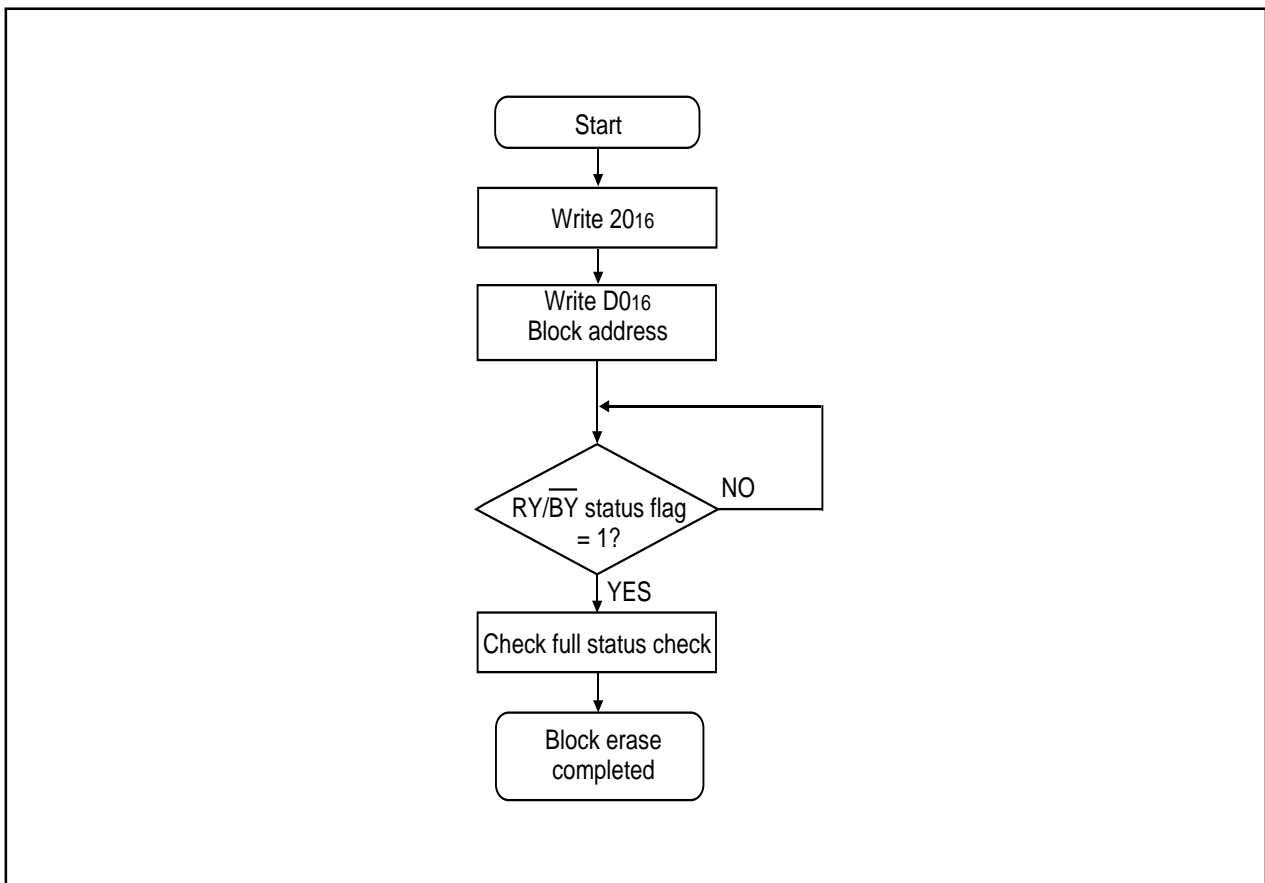 Start
Write 2016
Write D016
Block address
RY/B̅Y̅ status flag
= 1?
NO
YES
Check full status check
Block erase
completed